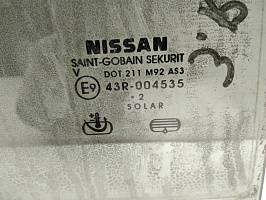 NISSAN
SAINT-GOBAIN SEKURIT
V DOT 211 M92 AS3
E9 43R-004535
·2
SOLAR